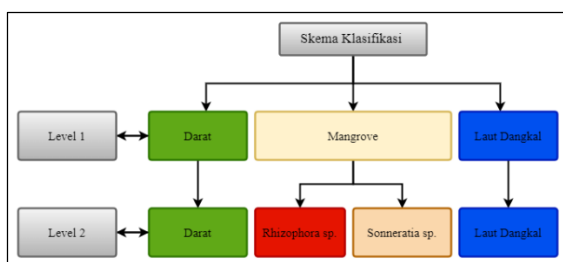 Skema Klasifikasi
Level 1
Darat
Mangrove
Laut Dangkal
Level 2
Darat
Rhizophora sp.
Sonneratia sp.
Laut Dangkal